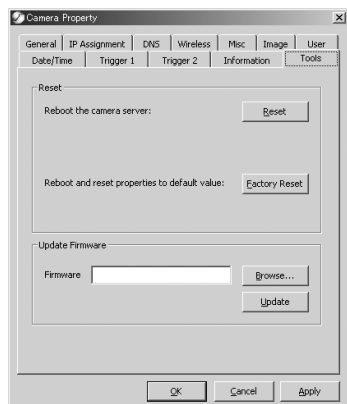 Camera Property
General IP Assignment DNS Wireless Misc Image User
Date/Time Trigger 1 Trigger 2 Information Tools
Reset
Reboot the camera server: Reset
Reboot and reset properties to default value: Factory Reset
Update Firmware
Firmware Browse...
Update
OK Cancel Apply